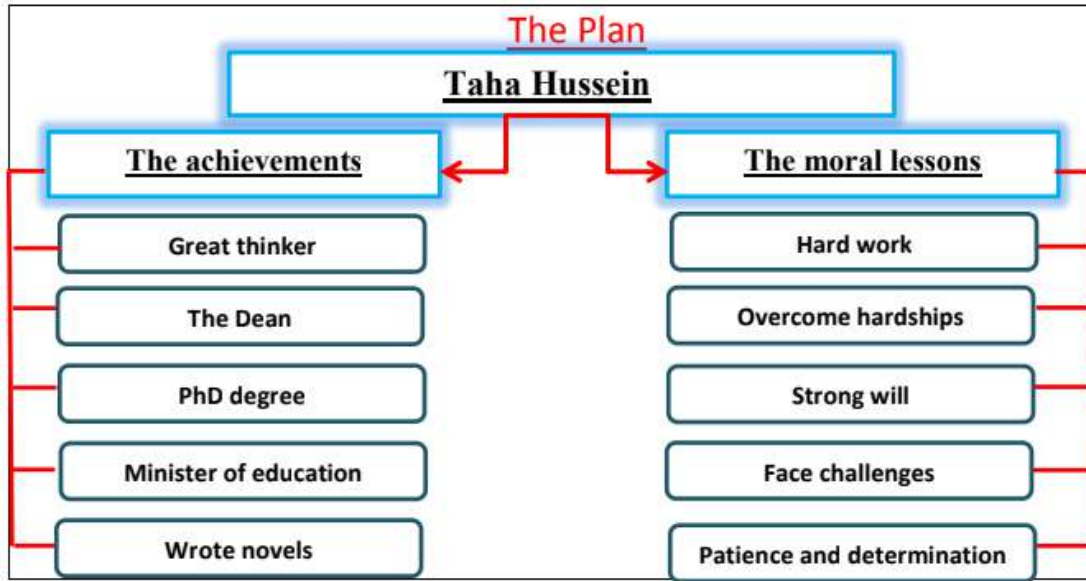 The Plan
Taha Hussein
The achievements
Great thinker
The Dean
PhD degree
Minister of education
Wrote novels
The moral lessons
Hard work
Overcome hardships
Strong will
Face challenges
Patience and determination